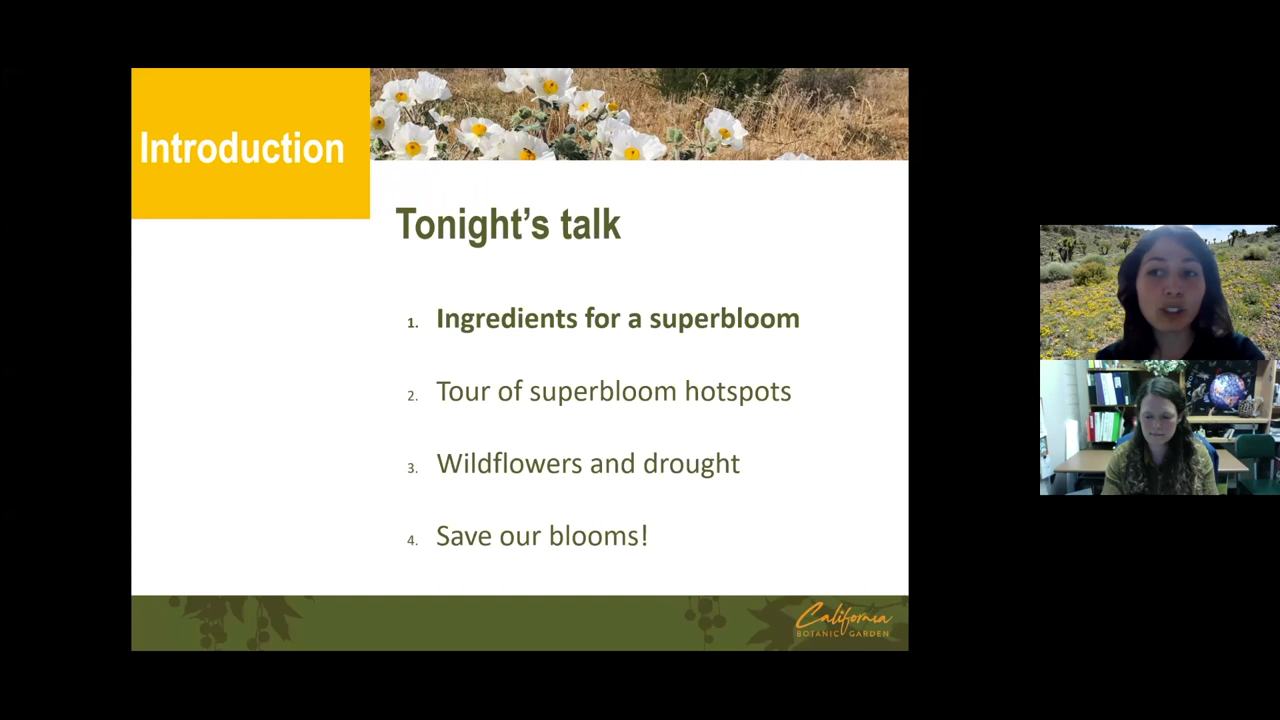 Introduction
Tonight's talk
1. Ingredients for a superbloom
2. Tour of superbloom hotspots
3. Wildflowers and drought
4. Save our blooms!
California
BOTANIC GARDEN